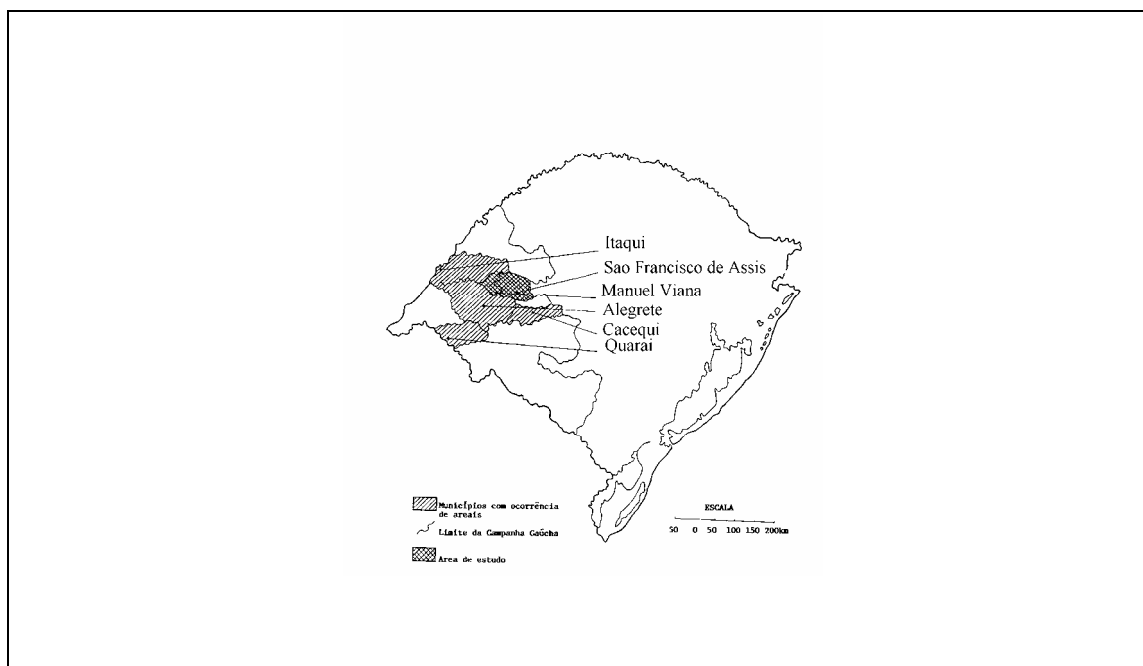 Itaqui
Sao Francisco de Assis
Manuel Viana
Alegrete
Cacequi
Quarai
Municípios com ocorrência
de areais
Limite da Campanha Gaúcha
Area de estudo
ESCALA
50 0 50 100 150 200km